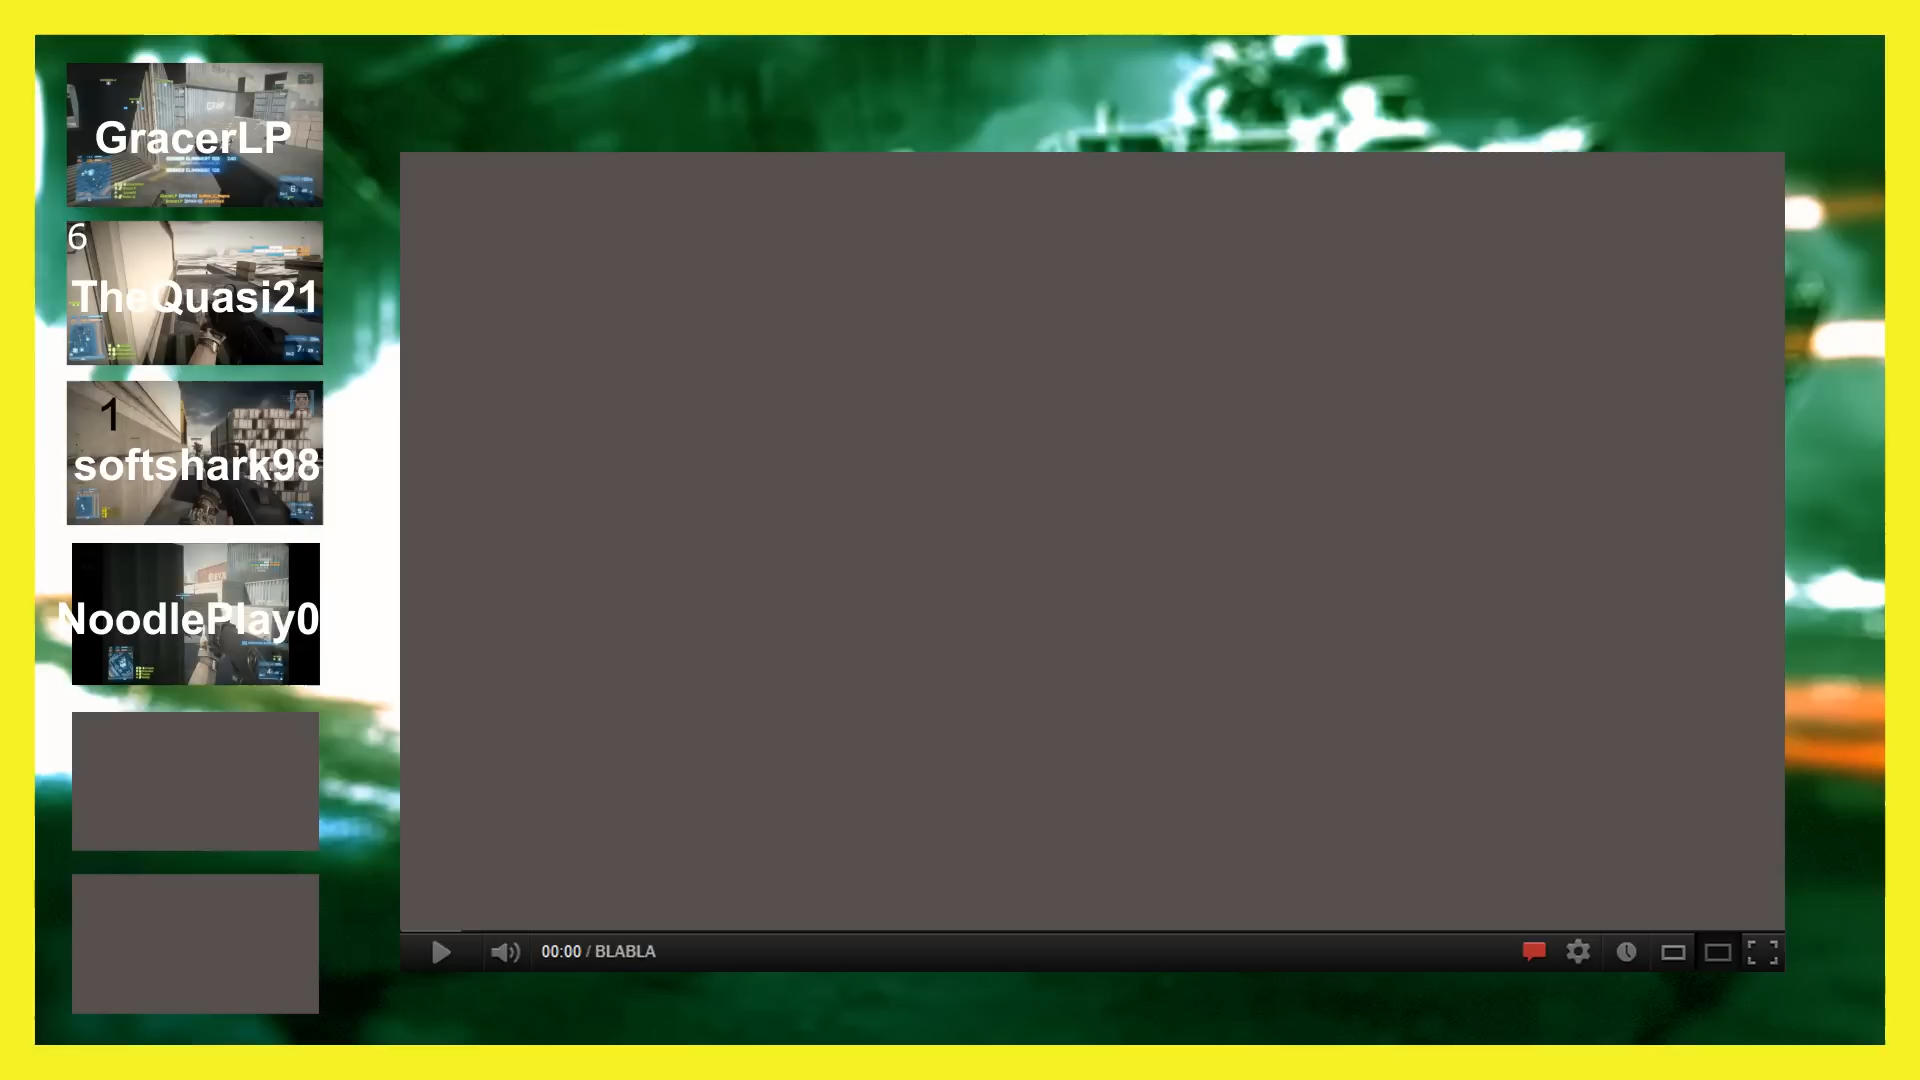 GracerLP
6
TheQuasi21
1
softshark98
NoodlePlay0
00:00 / BLABLA